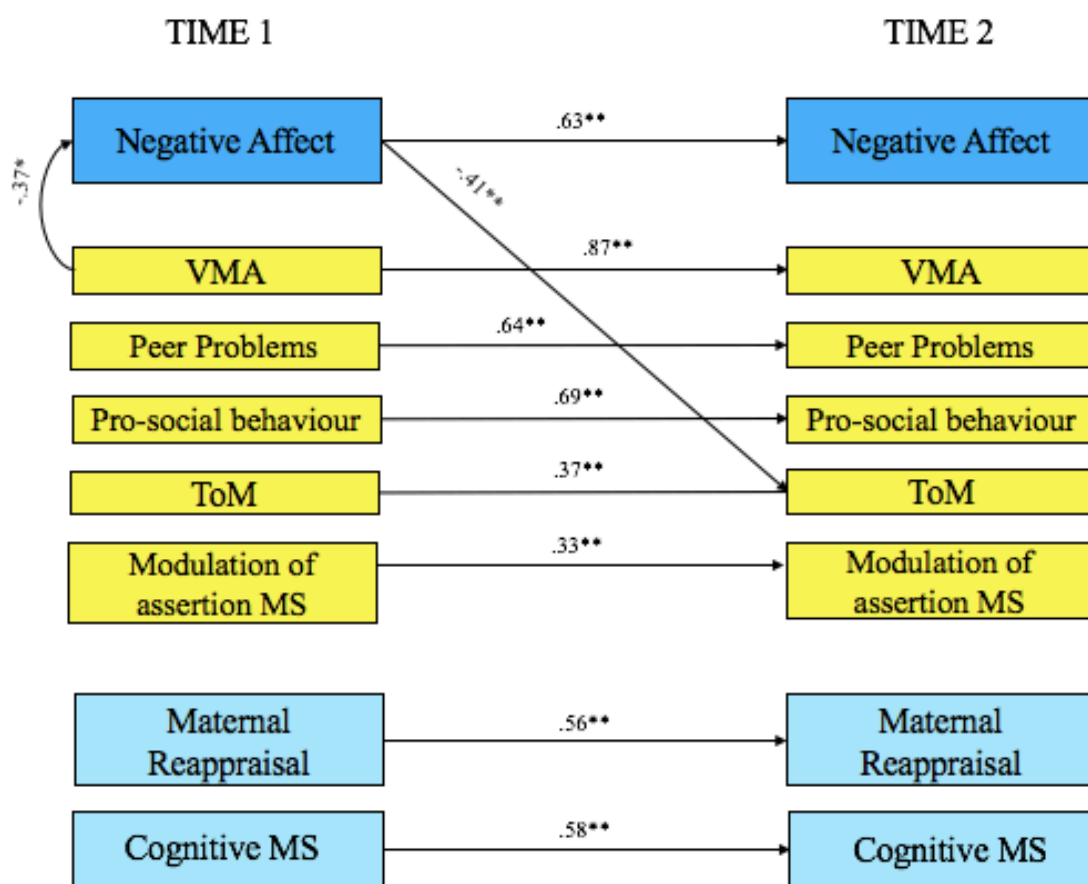 TIME 1
TIME 2
Negative Affect
.63**
Negative Affect
-.37*
-.41**
VMA
.87**
VMA
Peer Problems
.64**
Peer Problems
Pro-social behaviour
.69**
Pro-social behaviour
ToM
.37**
ToM
Modulation of
assertion MS
.33**
Modulation of
assertion MS
Maternal
Reappraisal
.56**
Maternal
Reappraisal
Cognitive MS
.58**
Cognitive MS